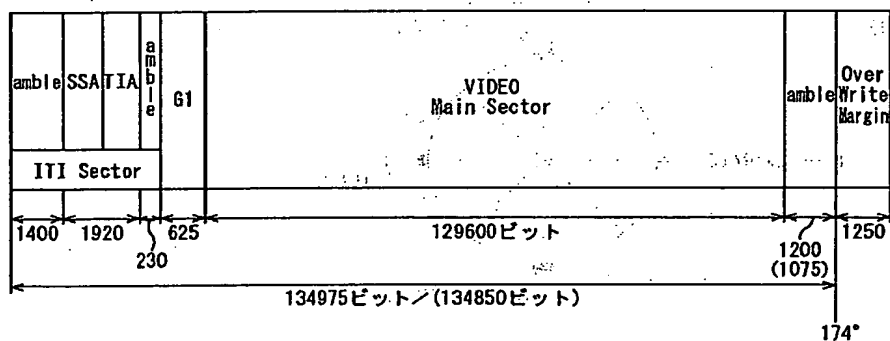 amble
SSA
TIA
amble
G1
VIDEO
Main Sector
amble
Over
Write
Margin
ITI Sector
1400
1920
230
625
129600ビット
1200
(1075)
1250
134975ビット/(134850ビット)
174°